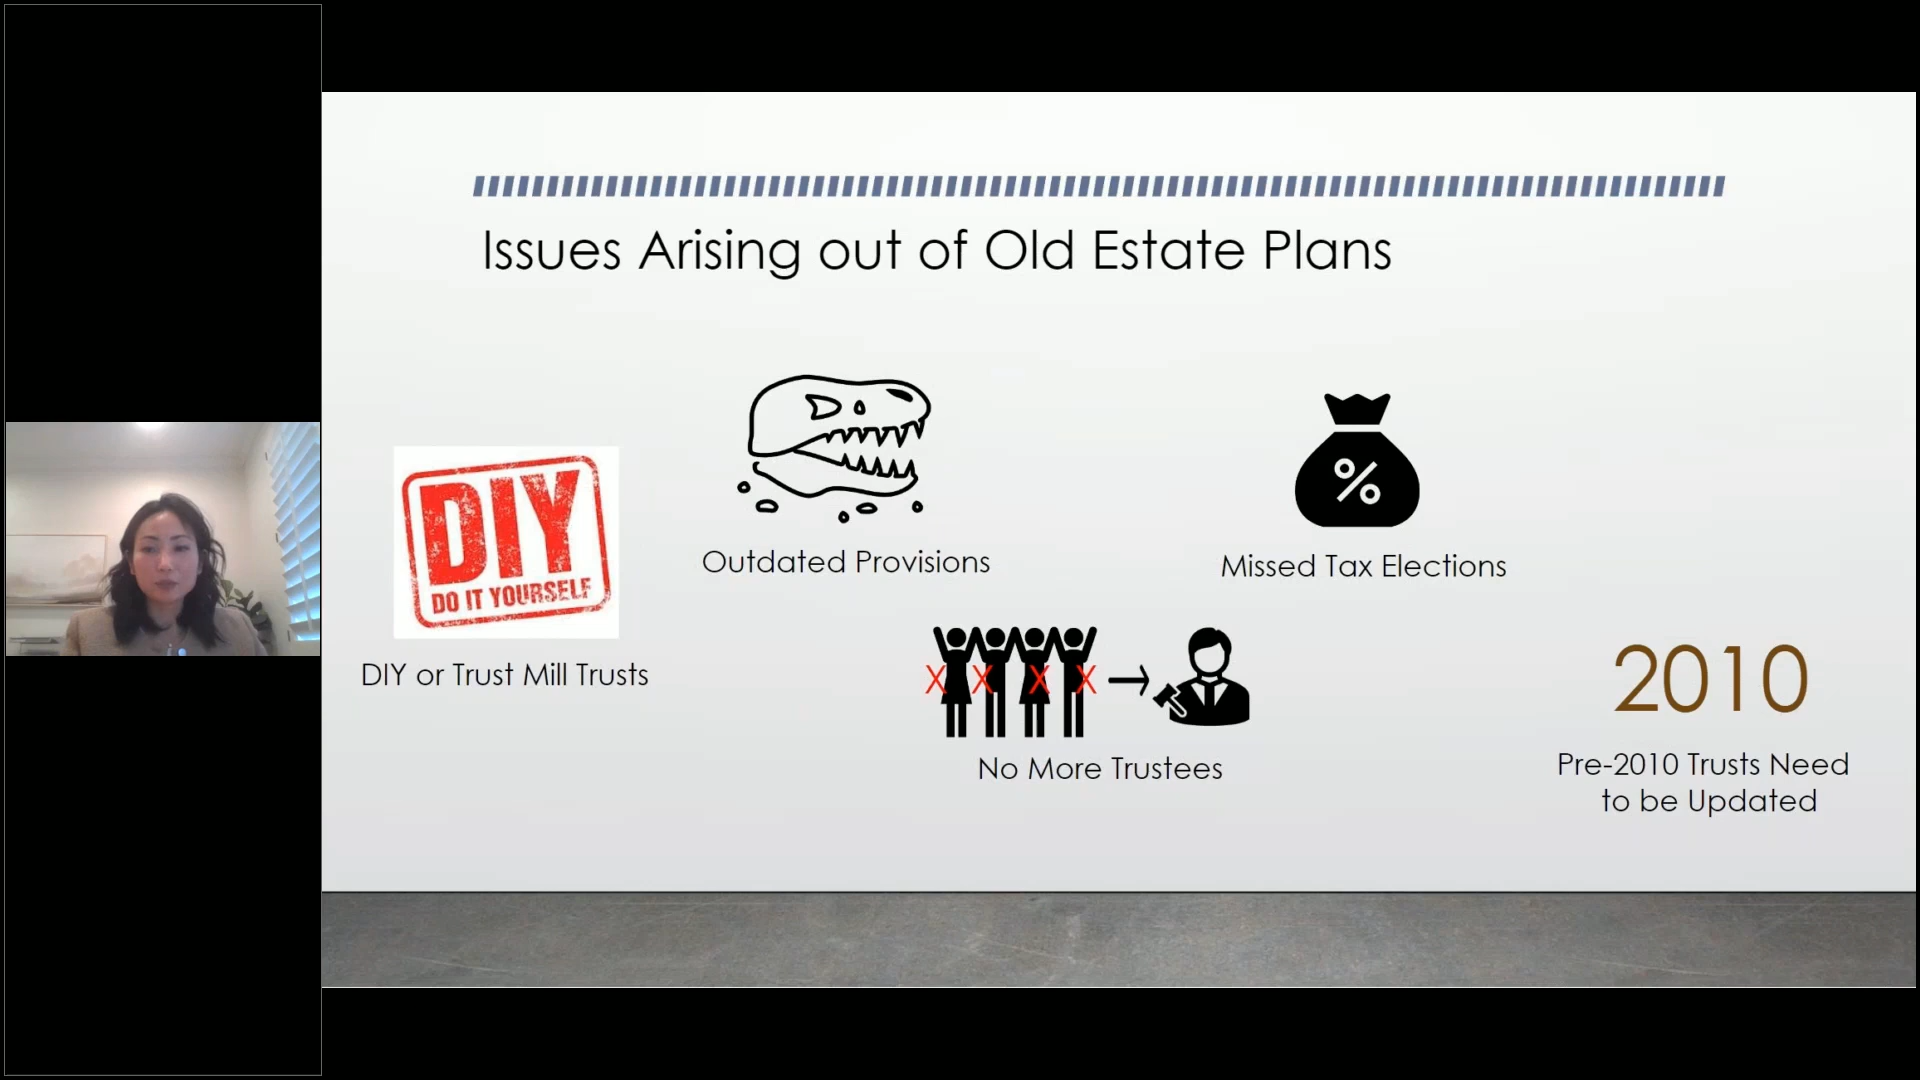 Issues Arising out of Old Estate Plans
DIY
DO IT YOURSELF
DIY or Trust Mill Trusts
Outdated Provisions
%
Missed Tax Elections
X X X X
No More Trustees
2010
Pre-2010 Trusts Need
to be Updated